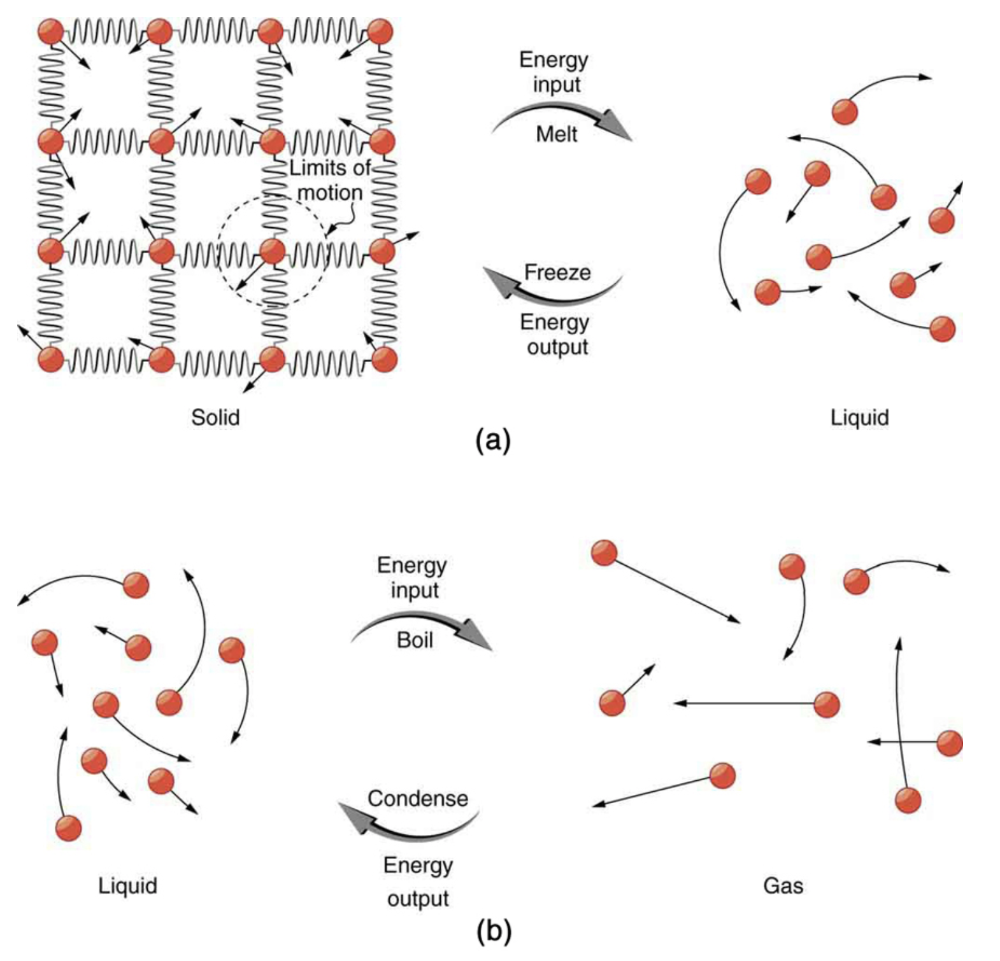 Energy
input
Melt
Limits of
motion
Freeze
Energy
output
Solid
Liquid
(a)
Energy
input
Boil
Condense
Energy
output
Liquid
Gas
(b)